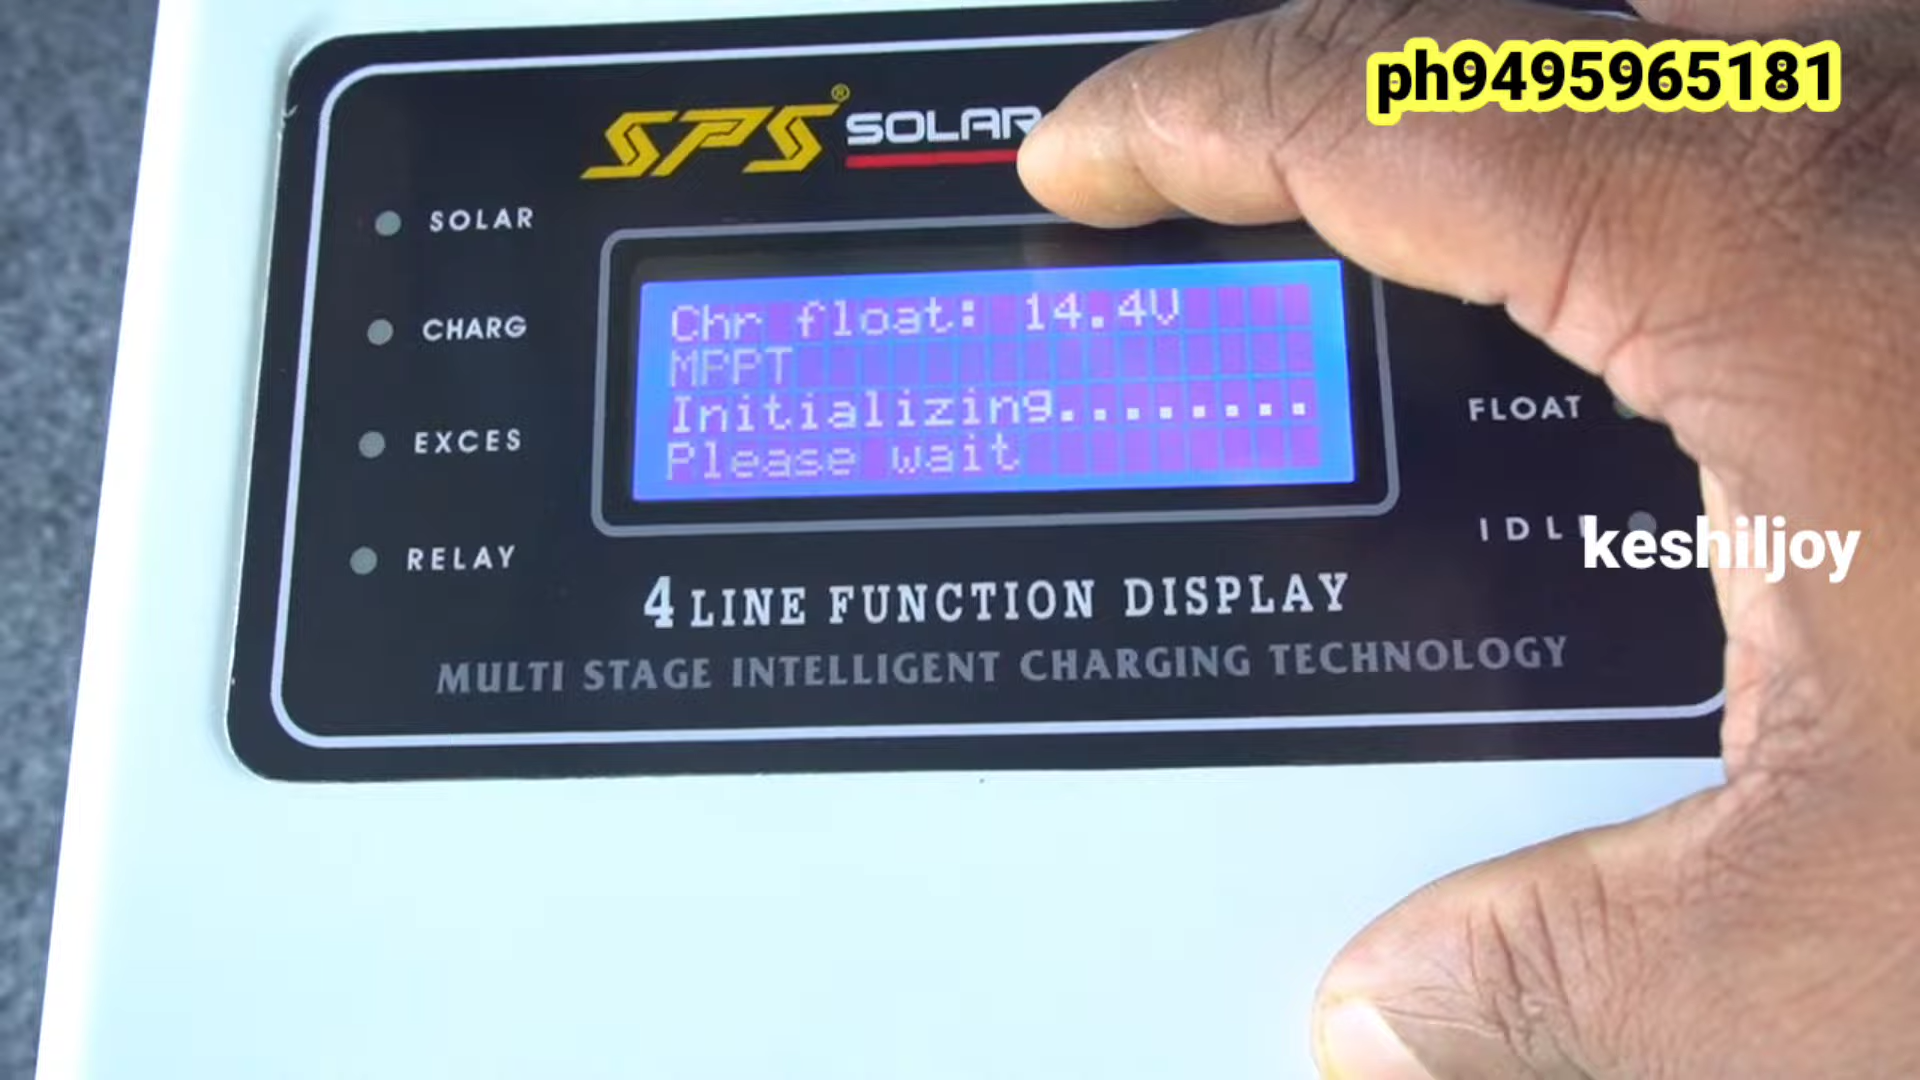 ph9495965181
SPS® SOLAR
SOLAR
CHARG
EXCES
RELAY
Chr float: 14.4V
MPPT
Initializing........
Please wait
FLOAT
IDL
keshiljoy
4 LINE FUNCTION DISPLAY
MULTI STAGE INTELLIGENT CHARGING TECHNOLOGY